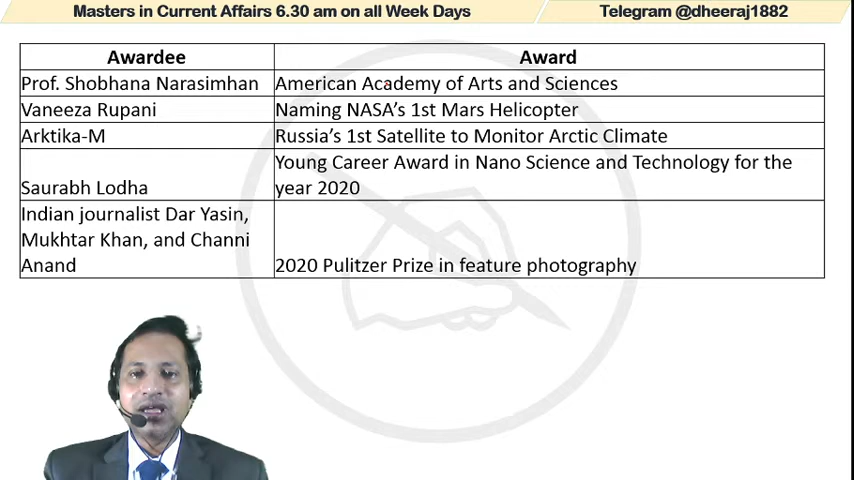 Masters in Current Affairs 6.30 am on all Week Days
Telegram @dheeraj1882
Awardee
Award
Prof. Shobhana Narasimhan
American Academy of Arts and Sciences
Vaneeza Rupani
Naming NASA's 1st Mars Helicopter
Arktika-M
Russia's 1st Satellite to Monitor Arctic Climate
Saurabh Lodha
Young Career Award in Nano Science and Technology for the
year 2020
Indian journalist Dar Yasin,
Mukhtar Khan, and Channi
Anand
2020 Pulitzer Prize in feature photography